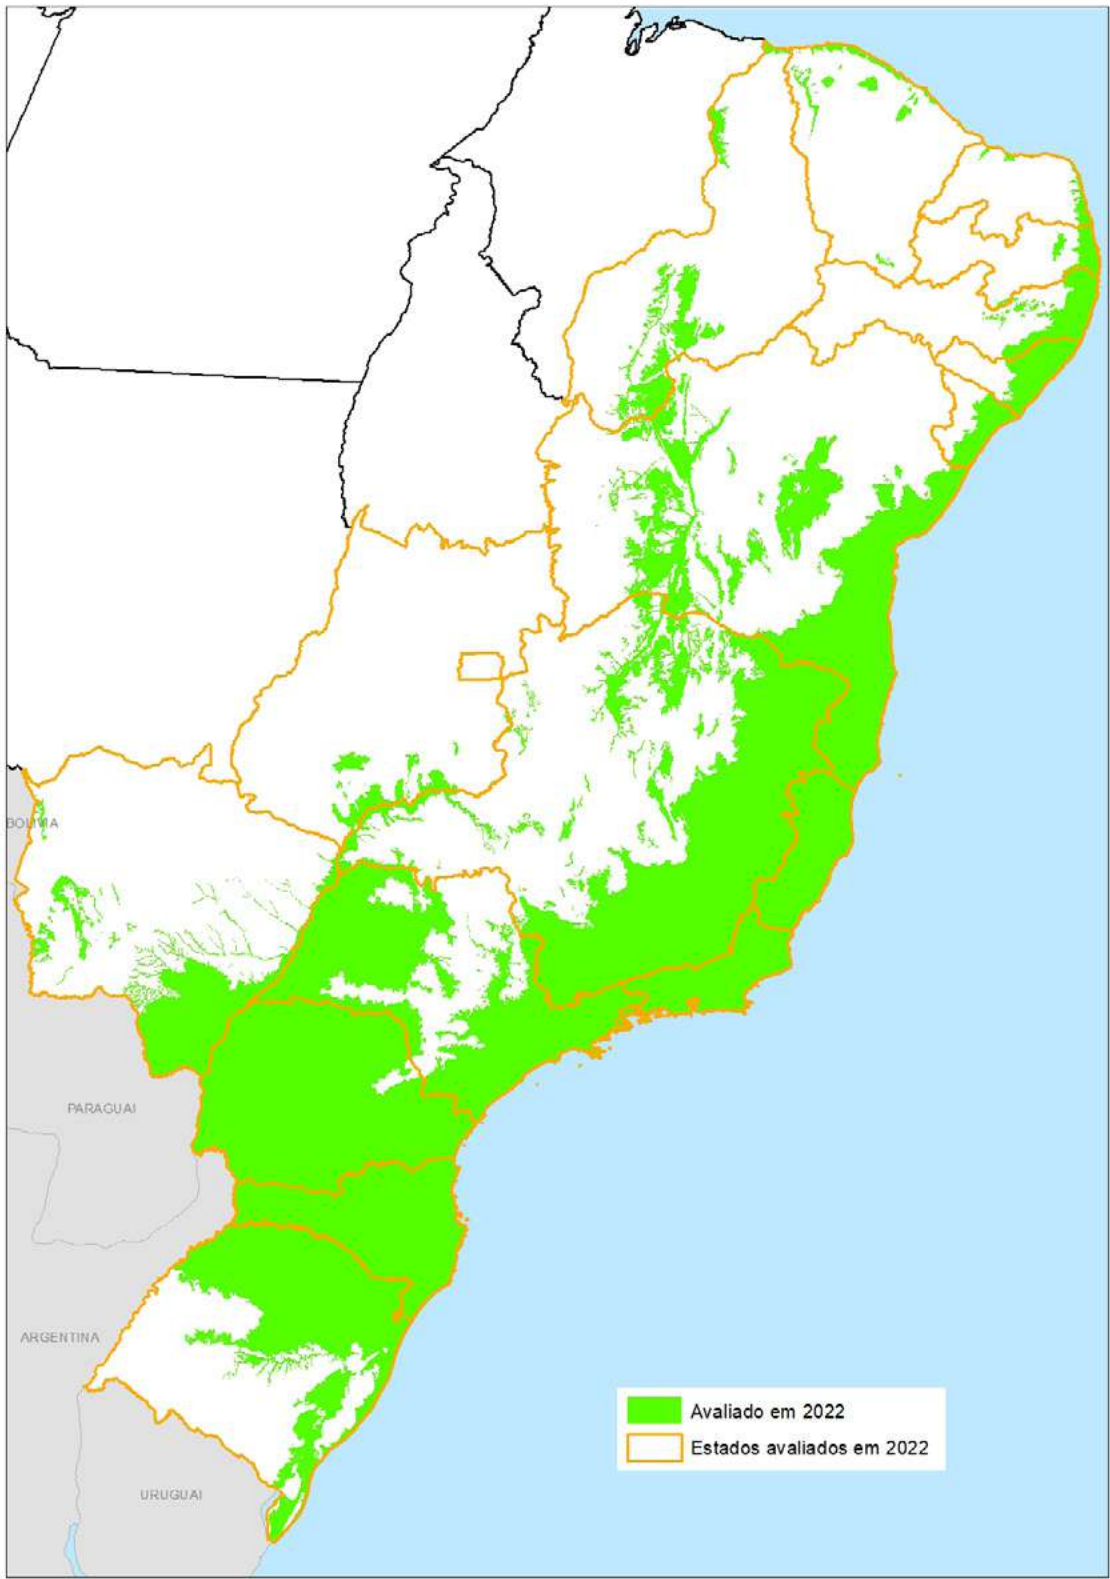 BOLIVIA
PARAGUAI
ARGENTINA
Avaliado em 2022
Estados avaliados em 2022
URUGUAI